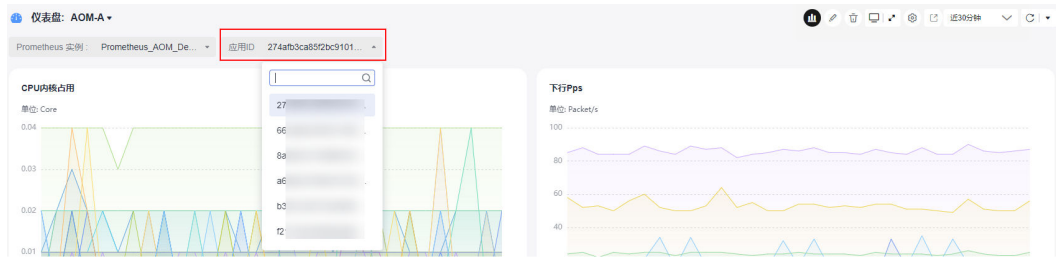 仪表盘: AOM-A
近30分钟
Prometheus 实例 : Prometheus_AOM_De...
应用ID 274afb3ca85f2bc9101...
CPU内核占用
单位: Core
0.04
0.03
0.02
0.01
27
66
8a
a6
b3
f2
下行Pps
单位: Packet/s
100
80
60
40